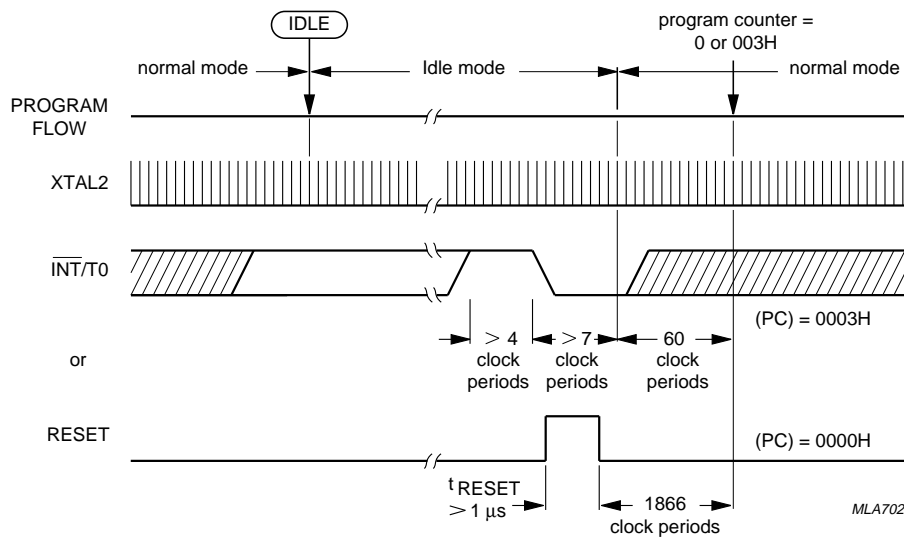 IDLE
program counter =
0 or 003H
normal mode
Idle mode
normal mode
PROGRAM
FLOW
XTAL2
INT/T0
(PC) = 0003H
> 4
clock
periods
> 7
clock
periods
60
clock
periods
or
RESET
(PC) = 0000H
t RESET
> 1 μs
1866
clock periods
MLA702